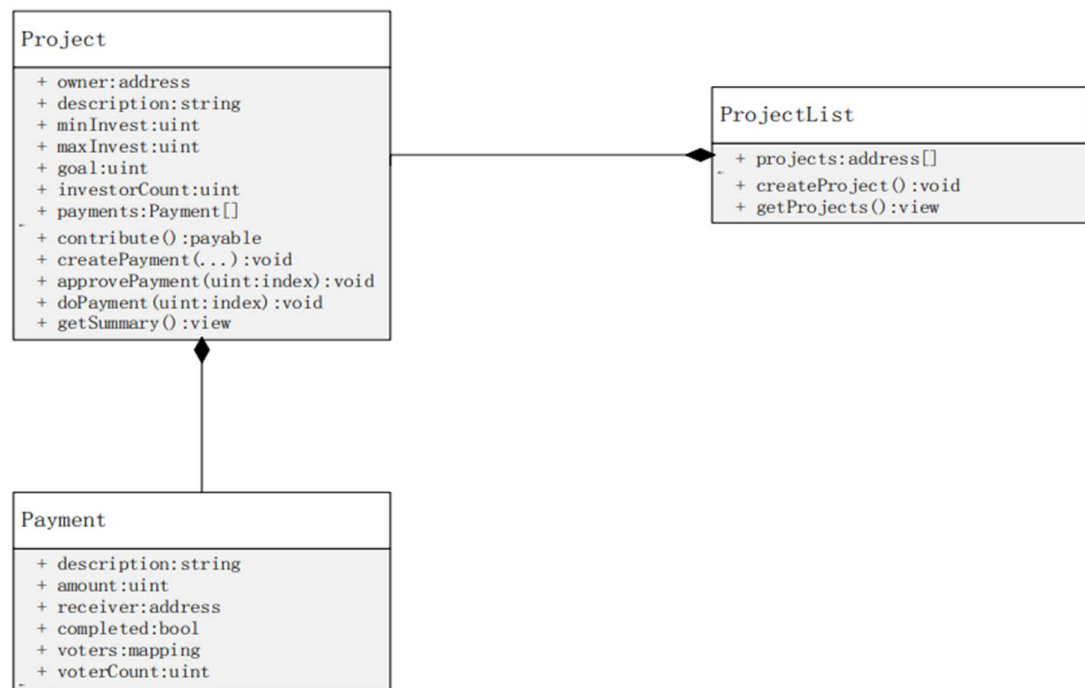 Project
+ owner:address
+ description:string
+ minInvest:uint
+ maxInvest:uint
+ goal:uint
+ investorCount:uint
+ payments:Payment[]
+ contribute():payable
+ createPayment(...):void
+ approvePayment(uint:index):void
+ doPayment(uint:index):void
+ getSummary():view
ProjectList
+ projects:address[]
+ createProject():void
+ getProjects():view
Payment
+ description:string
+ amount:uint
+ receiver:address
+ completed:bool
+ voters:mapping
+ voterCount:uint